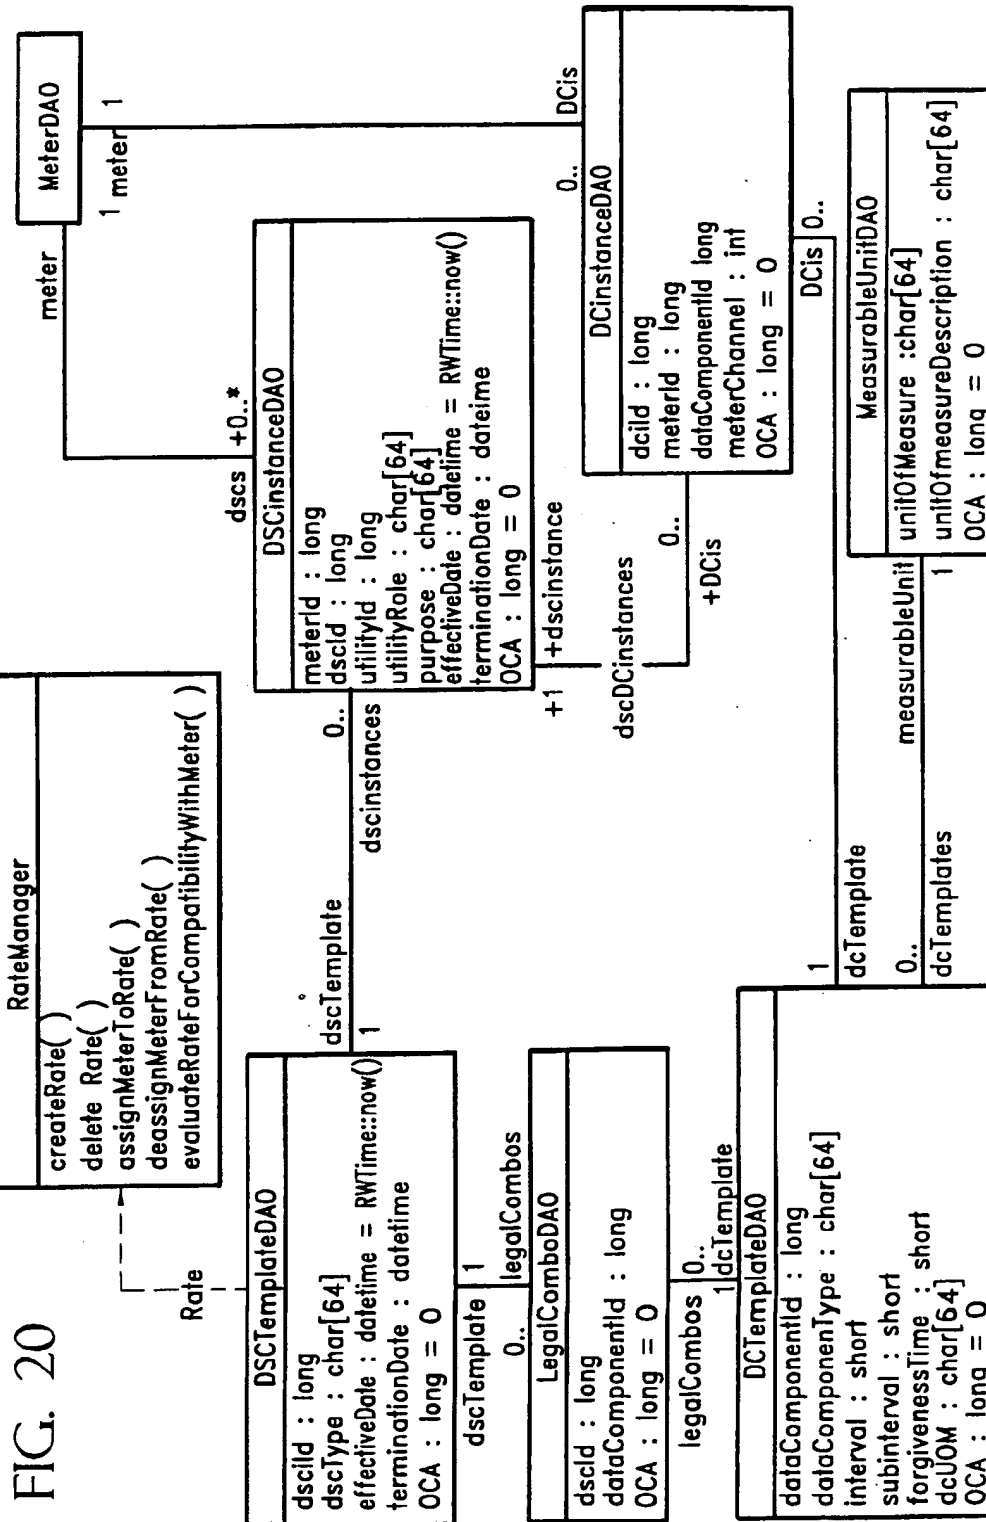 FIG. 20
RateManager
createRate( )
delete Rate( )
assignMeterToRate( )
deassignMeterFromRate( )
evaluateRateForCompatibilityWithMeter( )
Rate
MeterDAO
meter
1
1
meter
dscs
+0..*
DCis
0..
DSCTemplateDAO
dsciId : long
dscType : char[64]
effectiveDate : datetime = RWTime::now()
terminationDate : datetime
OCA : long = 0
dscTemplate
1
0..
dscinstances
DSCinstanceDAO
meterId : long
dscId : long
utilityId : long
utilityRole : char[64]
purpose : char[64]
effectiveDate : datetime = RWTime::now()
terminationDate : dateime
OCA : long = 0
+1
+dscinstance
dscDCinstances
0..
+DCis
DCinstanceDAO
dciId : long
meterId : long
dataComponentId long
meterChannel : int
OCA : long = 0
DCis
0..
dscTemplate
1
0..
legalCombos
LegalComboDAO
dscId : long
dataComponentId : long
OCA : long = 0
legalCombos
0..
1
dcTemplate
DCTemplateDAO
dataComponentId : long
dataComponentType : char[64]
interval : short
subinterval : short
forgivenessTime : short
dcUOM : char[64]
OCA : long = 0
1
dcTemplate
0..
dcTemplates
measurableUnit
1
MeasurableUnitDAO
unitOfMeasure :char[64]
unitOfmeasureDescription : char[64]
OCA : long = 0